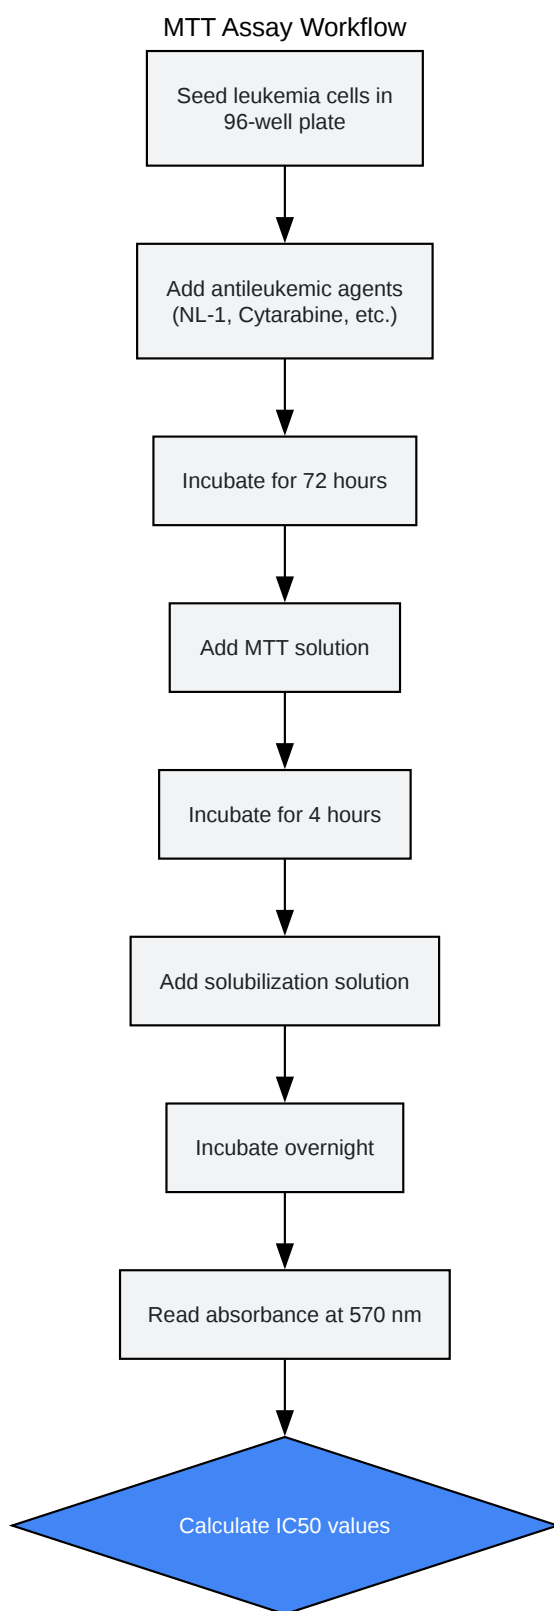 MTT Assay Workflow
Seed leukemia cells in
96-well plate
Add antileukemic agents
(NL-1, Cytarabine, etc.)
Incubate for 72 hours
Add MTT solution
Incubate for 4 hours
Add solubilization solution
Incubate overnight
Read absorbance at 570 nm
Calculate IC50 values